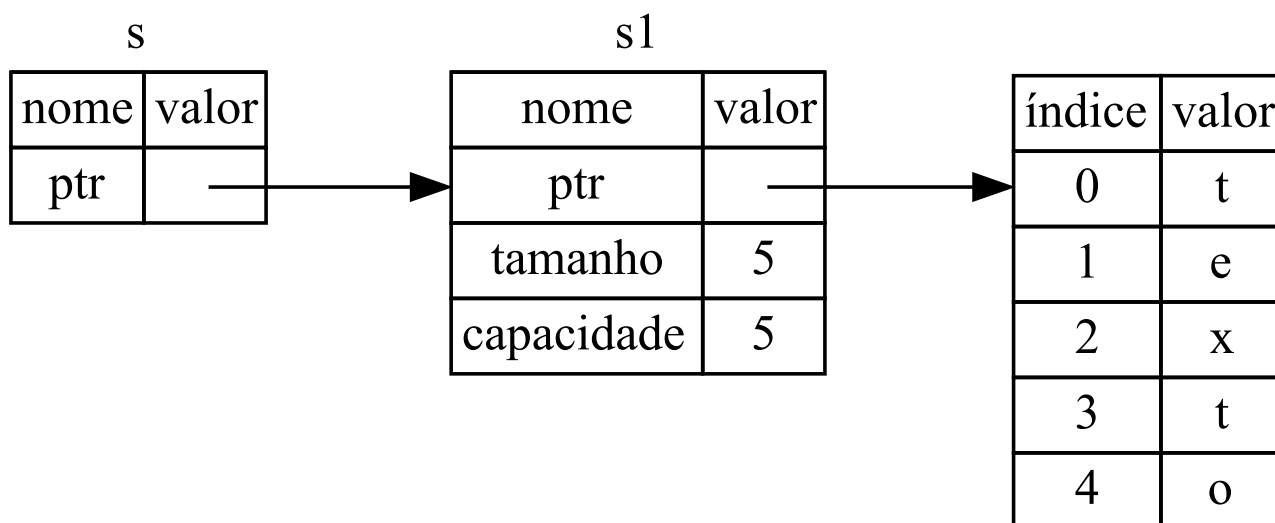 s
nome valor
ptr
s1
nome valor
ptr
tamanho 5
capacidade 5
índice valor
0 t
1 e
2 x
3 t
4 o